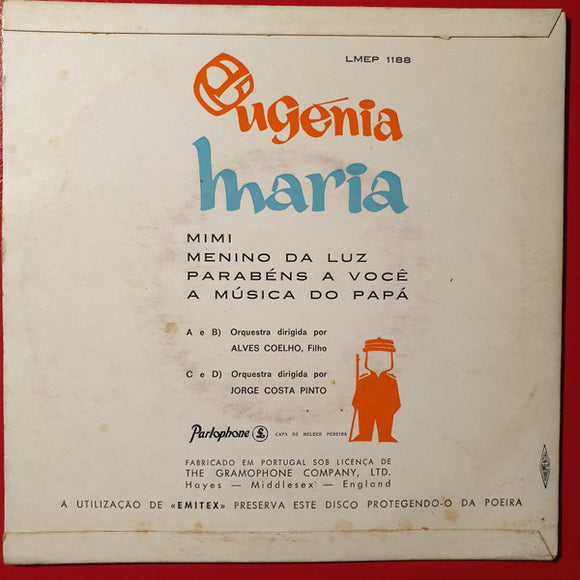 LMEP 1188
Eugénia
Maria
MIMI
MENINO DA LUZ
PARABÉNS A VOCÊ
A MÚSICA DO PAPÁ
A e B) Orquestra dirigida por
ALVES COELHO, Filho
C e D) Orquestra dirigida por
JORGE COSTA PINTO
Parlophone CAPA DE HELDER PEREIRA
FABRICADO EM PORTUGAL SOB LICENÇA DE
THE GRAMOPHONE COMPANY, LTD.
Hayes — Middlesex — England
A UTILIZAÇÃO DE «EMITEX» PRESERVA ESTE DISCO PROTEGENDO-O DA POEIRA